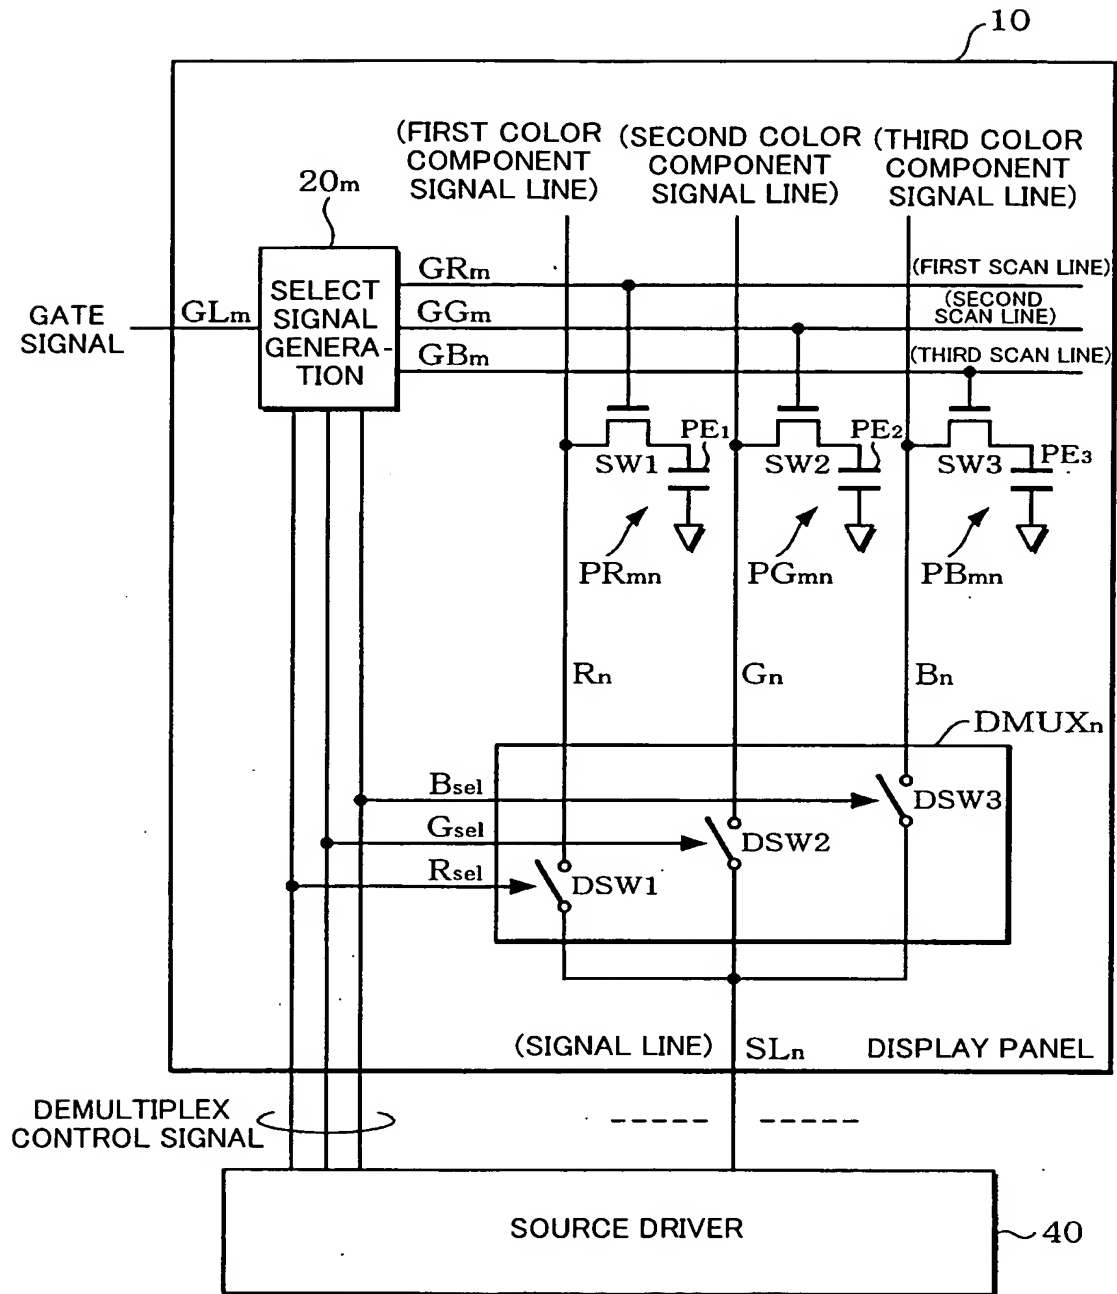 10
(FIRST COLOR
COMPONENT
SIGNAL LINE)
(SECOND COLOR
COMPONENT
SIGNAL LINE)
(THIRD COLOR
COMPONENT
SIGNAL LINE)
20m
SELECT
SIGNAL
GENERA-
TION
GATE
SIGNAL
GLm
GRm
(FIRST SCAN LINE)
GGm
(SECOND
SCAN LINE)
GBm
(THIRD SCAN LINE)
SW1
PE1
SW2
PE2
SW3
PE3
PRmn
PGmn
PBmn
Rn
Gn
Bn
DMUXn
Bsel
DSW3
Gsel
DSW2
Rsel
DSW1
(SIGNAL LINE)
SLn
DISPLAY PANEL
DEMULTIPLEX
CONTROL SIGNAL
SOURCE DRIVER
40